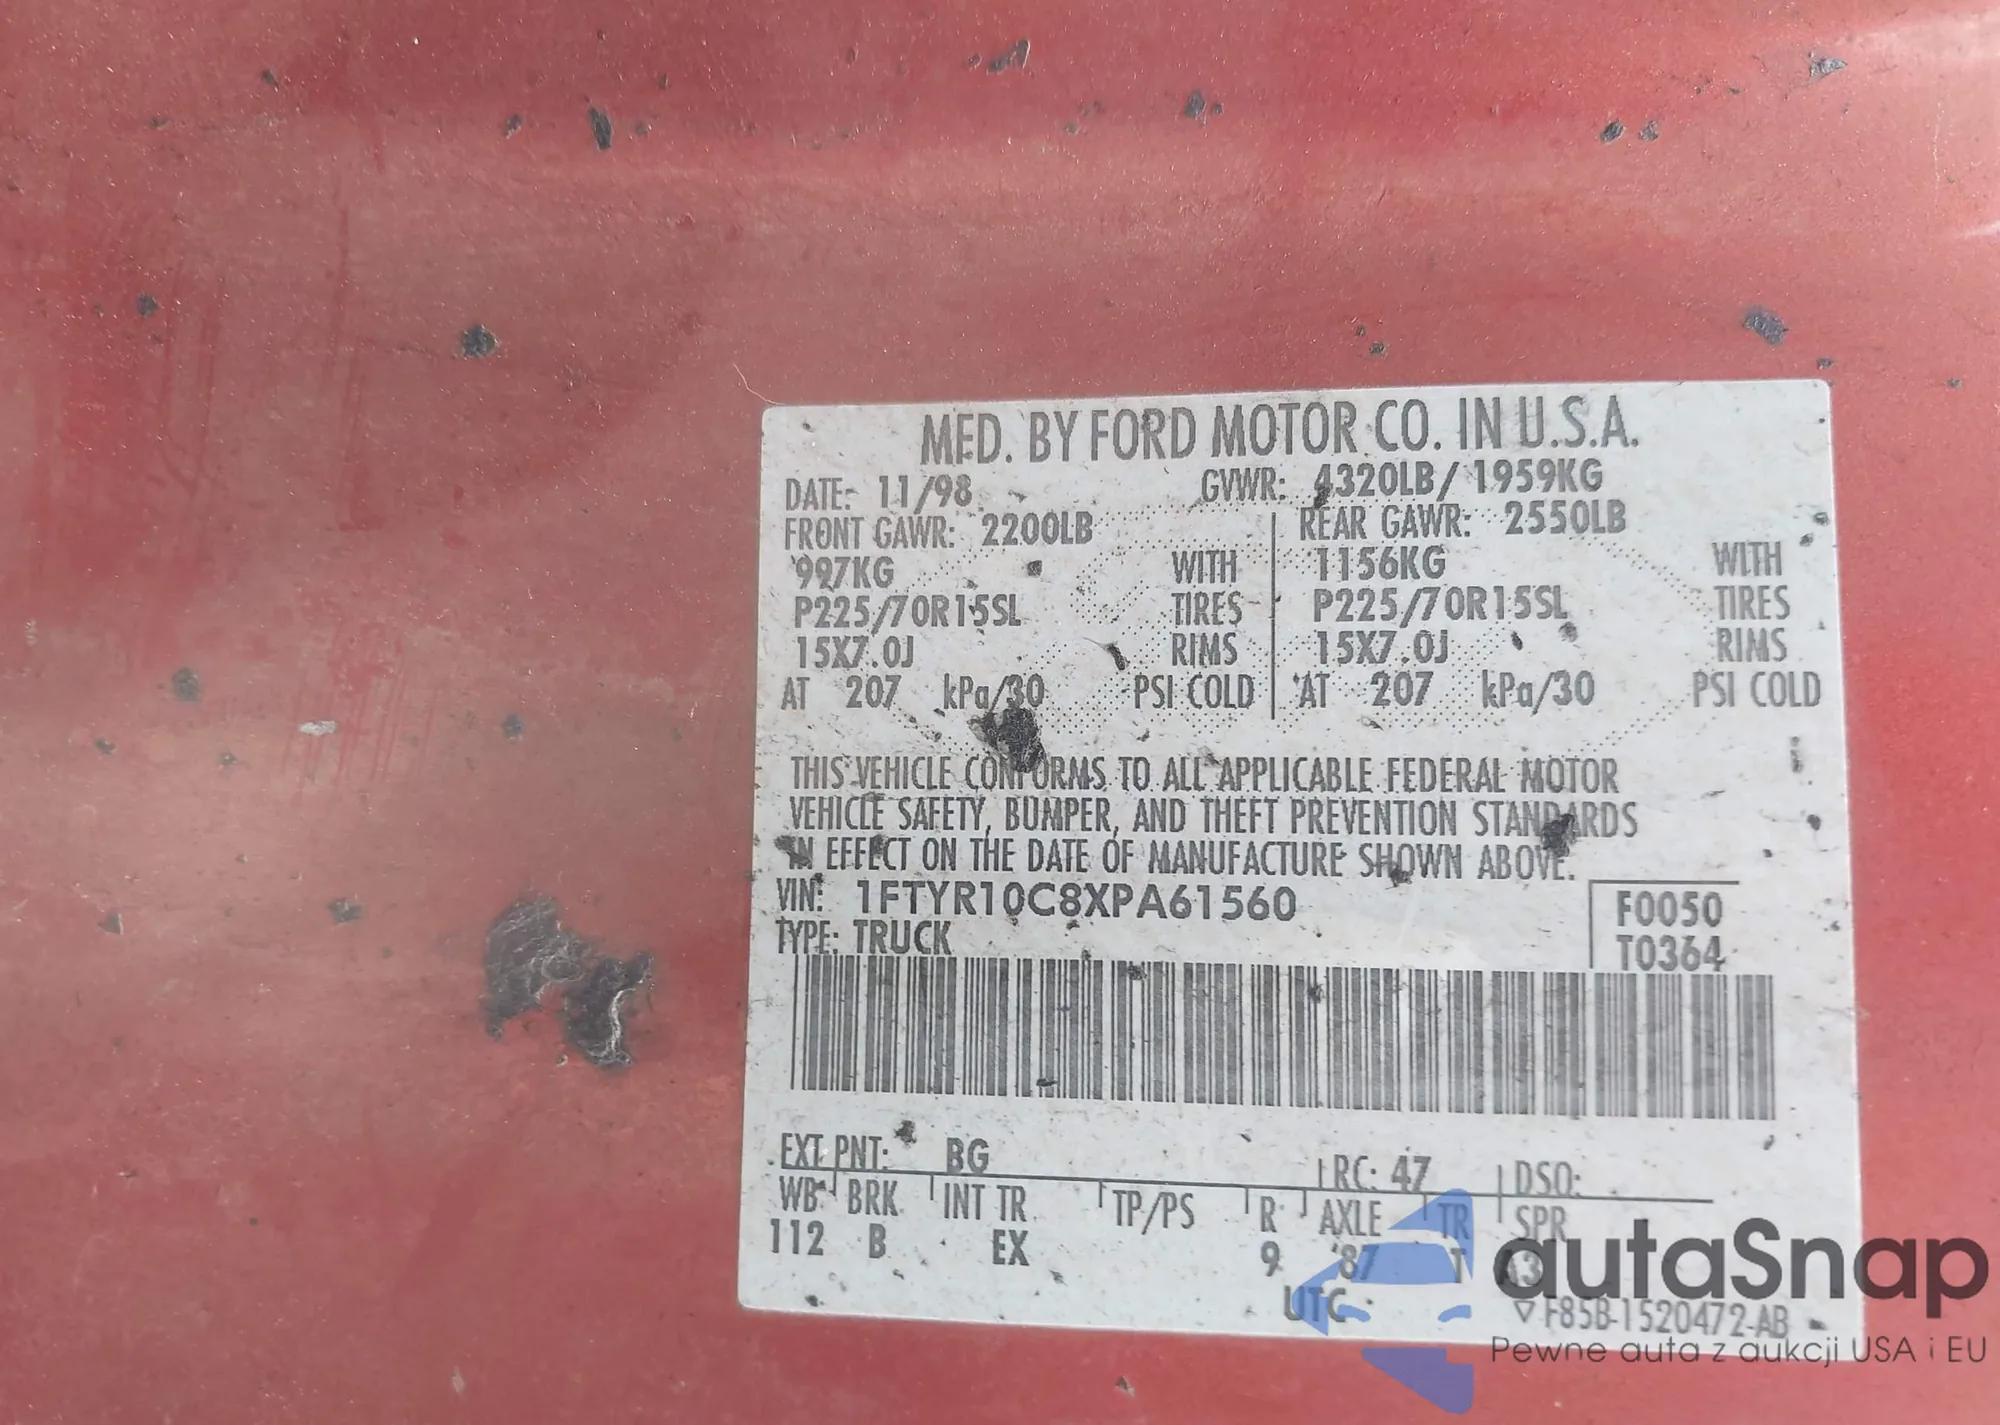 MFD. BY FORD MOTOR CO. IN U.S.A.
DATE: 11/98 GVWR: 4320LB/ 1959KG
FRONT GAWR: 2200LB REAR GAWR: 2550LB
997KG WITH 1156KG WITH
P225/70R15SL TIRES P225/70R15SL TIRES
15X7.0J RIMS 15X7.0J RIMS
AT 207 kPa/30 PSI COLD AT 207 kPa/30 PSI COLD
THIS VEHICLE CONFORMS TO ALL APPLICABLE FEDERAL MOTOR
VEHICLE SAFETY, BUMPER, AND THEFT PREVENTION STANDARDS
IN EFFECT ON THE DATE OF MANUFACTURE SHOWN ABOVE.
VIN: 1FTYR10C8XPA61560 F0050
TYPE: TRUCK T0364
EXT PNT: BG RC: 47 DSO:
WB BRK INT TR TP/PS R AXLE TR SPR
112 B EX 9 87 T A3
UTC:
▽ F85B-1520472-AB
autoSnap
Pewne auta z aukcji USA i EU